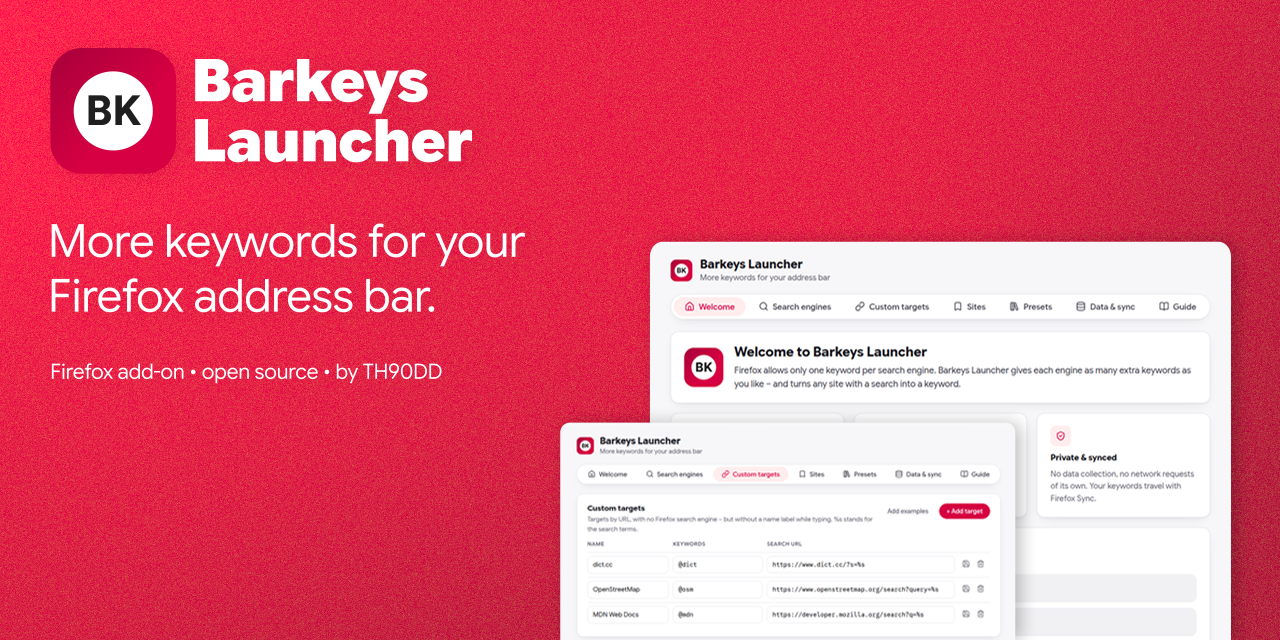 BK
Barkeys
Launcher
More keywords for your
Firefox address bar.
Firefox add-on • open source • by TH90DD
BK
Barkeys Launcher
More keywords for your address bar
Welcome
Search engines
Custom targets
Sites
Presets
Data & sync
Guide
BK
Welcome to Barkeys Launcher
Firefox allows only one keyword per search engine. Barkeys Launcher gives each engine as many extra keywords as
you like – and turns any site with a search into a keyword.
Private & synced
No data collection, no network requests
of its own. Your keywords travel with
Firefox Sync.
BK
Barkeys Launcher
More keywords for your address bar
Welcome
Search engines
Custom targets
Sites
Presets
Data & sync
Guide
Custom targets
Targets by URL, with no Firefox search engine – but without a name label while typing. %s stands for
the search terms.
Add examples
+ Add target
NAME
KEYWORDS
SEARCH URL
dict.cc
@dict
https://www.dict.cc/?s=%s
OpenStreetMap
@osm
https://www.openstreetmap.org/search?query=%s
MDN Web Docs
@mdn
https://developer.mozilla.org/search?q=%s